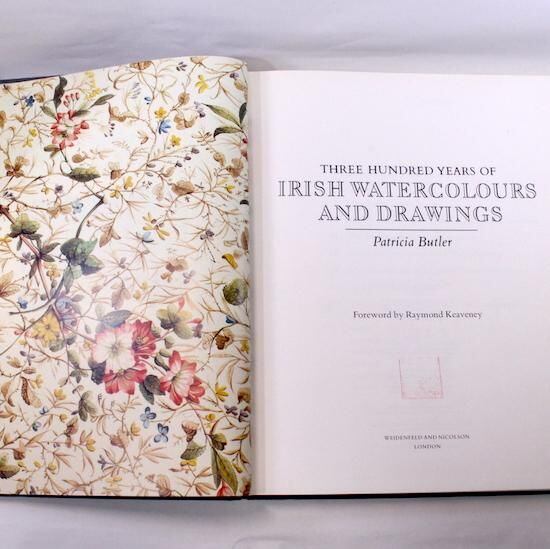 THREE HUNDRED YEARS OF
IRISH WATERCOLOURS
AND DRAWINGS
Patricia Butler
Foreword by Raymond Keaveney
WEIDENFELD AND NICOLSON
LONDON